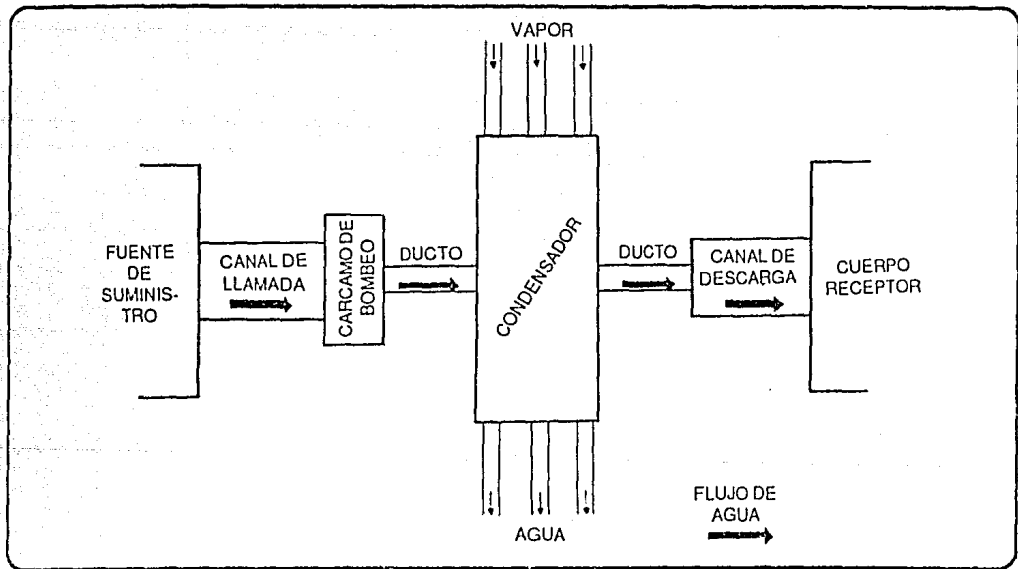 VAPOR
FUENTE
DE
SUMINIS-
TRO
CANAL DE
LLAMADA
CARCAMO DE
BOMBEO
DUCTO
CONDENSADOR
DUCTO
CANAL DE
DESCARGA
CUERPO
RECEPTOR
AGUA
FLUJO DE
AGUA